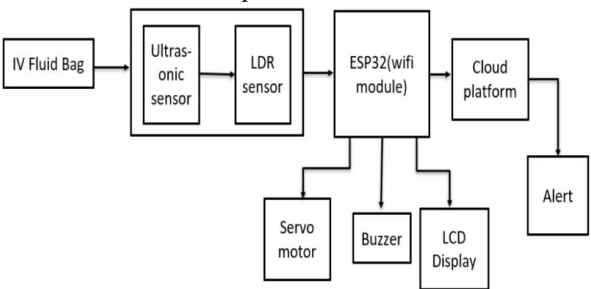 IV Fluid Bag
Ultras-
onic
sensor
LDR
sensor
ESP32(wifi
module)
Cloud
platform
Alert
Servo
motor
Buzzer
LCD
Display